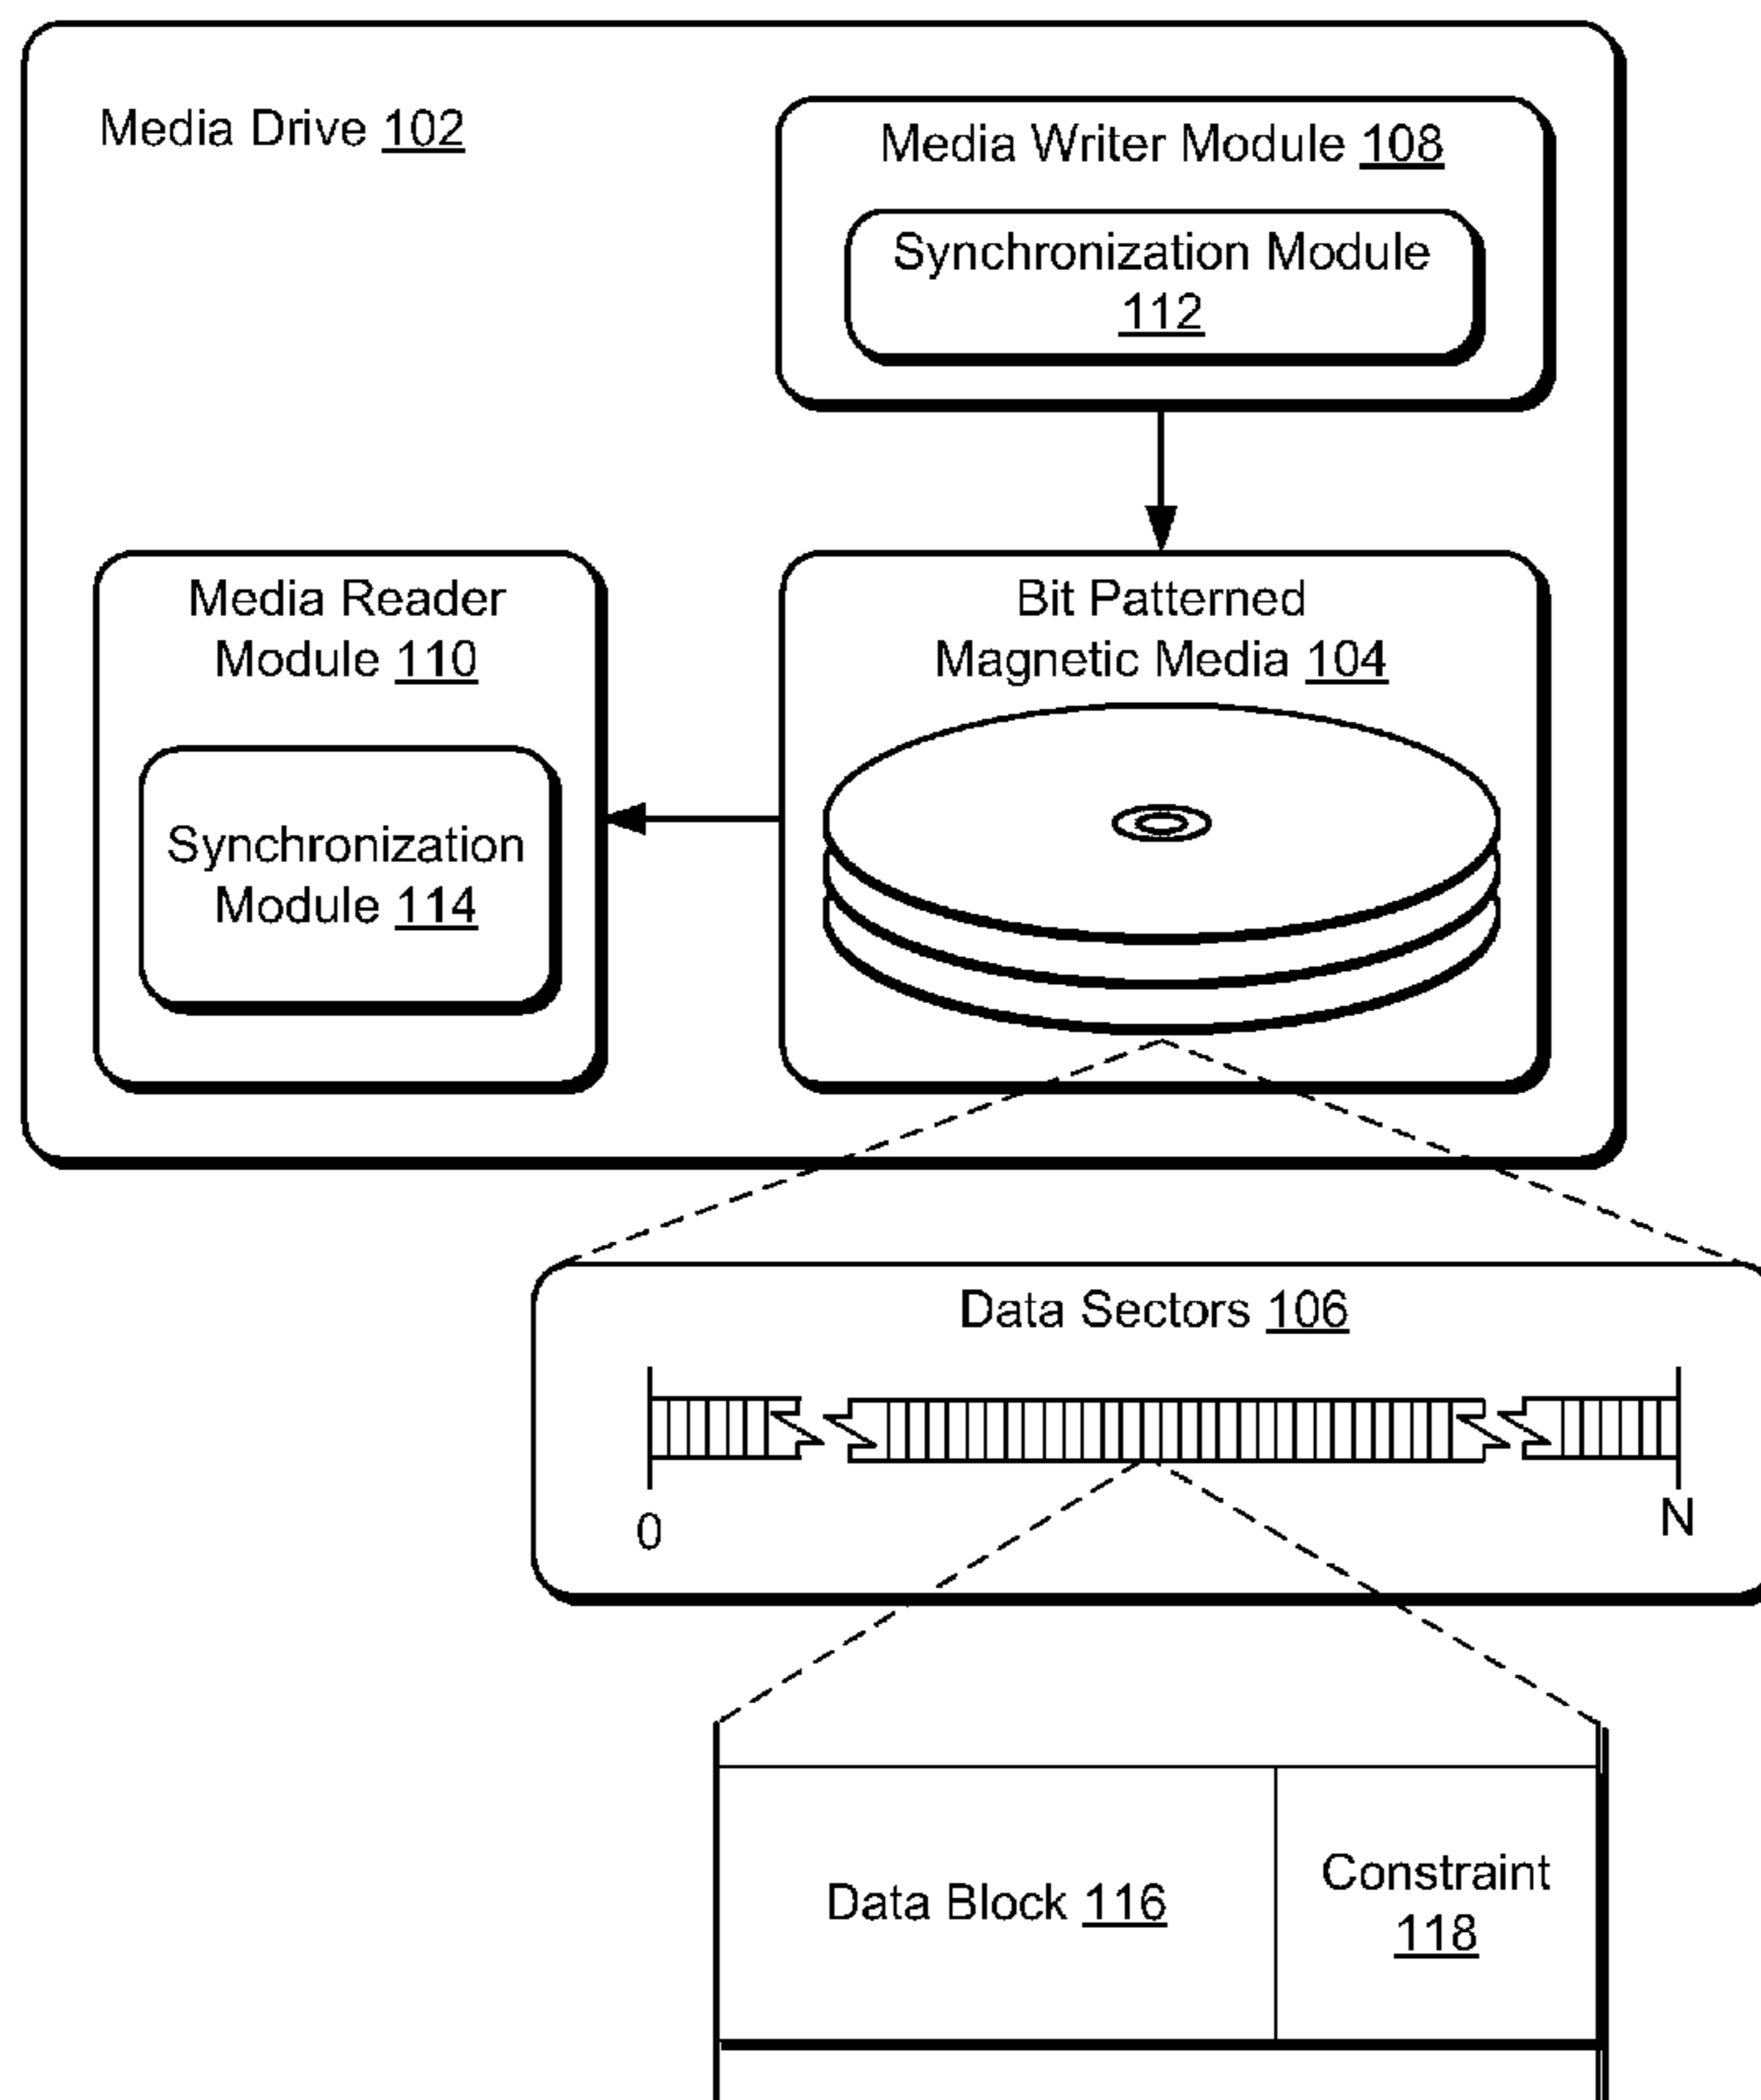 Media Drive 102
Media Writer Module 108
Synchronization Module
112
Media Reader
Module 110
Synchronization
Module 114
Bit Patterned
Magnetic Media 104
Data Sectors 106
0
N
Data Block 116
Constraint
118